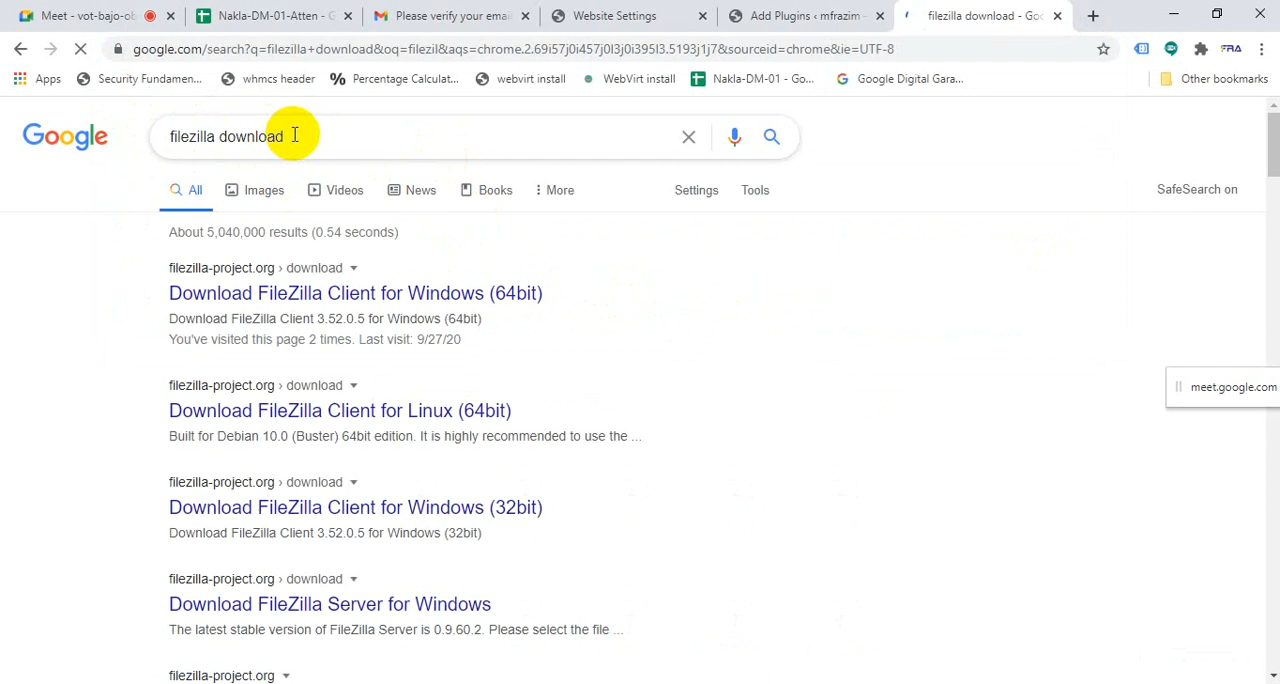 Meet - vot-bajo-ob
Nakla-DM-01-Atten - G
Please verify your emai
Website Settings
Add Plugins ‹ mfrazim –
filezilla download - Goo
google.com/search?q=filezilla+download&oq=filezil&aqs=chrome.2.69i57j0i457j0l3j0i395l3.5193j1j7&sourceid=chrome&ie=UTF-8
Apps
Security Fundamen...
whmcs header
Percentage Calculat...
webvirt install
WebVirt install
Nakla-DM-01 - Go...
Google Digital Gara...
Other bookmarks
Google
filezilla download
All
Images
Videos
News
Books
More
Settings
Tools
SafeSearch on
About 5,040,000 results (0.54 seconds)
filezilla-project.org › download
Download FileZilla Client for Windows (64bit)
Download FileZilla Client 3.52.0.5 for Windows (64bit)
You've visited this page 2 times. Last visit: 9/27/20
filezilla-project.org › download
Download FileZilla Client for Linux (64bit)
Built for Debian 10.0 (Buster) 64bit edition. It is highly recommended to use the ...
filezilla-project.org › download
Download FileZilla Client for Windows (32bit)
Download FileZilla Client 3.52.0.5 for Windows (32bit)
filezilla-project.org › download
Download FileZilla Server for Windows
The latest stable version of FileZilla Server is 0.9.60.2. Please select the file ...
filezilla-project.org
meet.google.com